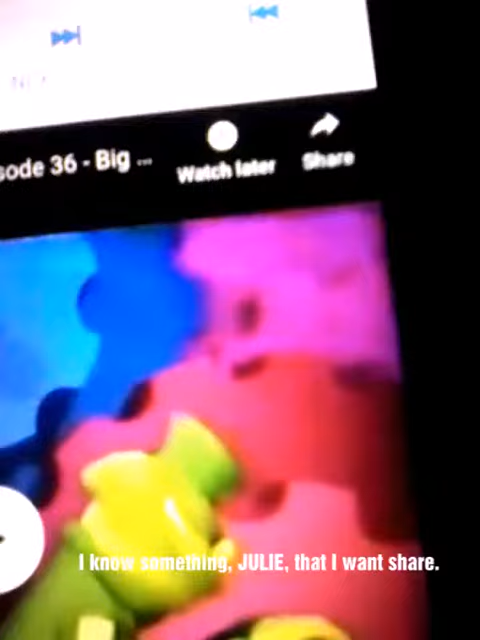 sode 36 - Big ...
Watch later
Share
I know something, JULIE, that I want share.